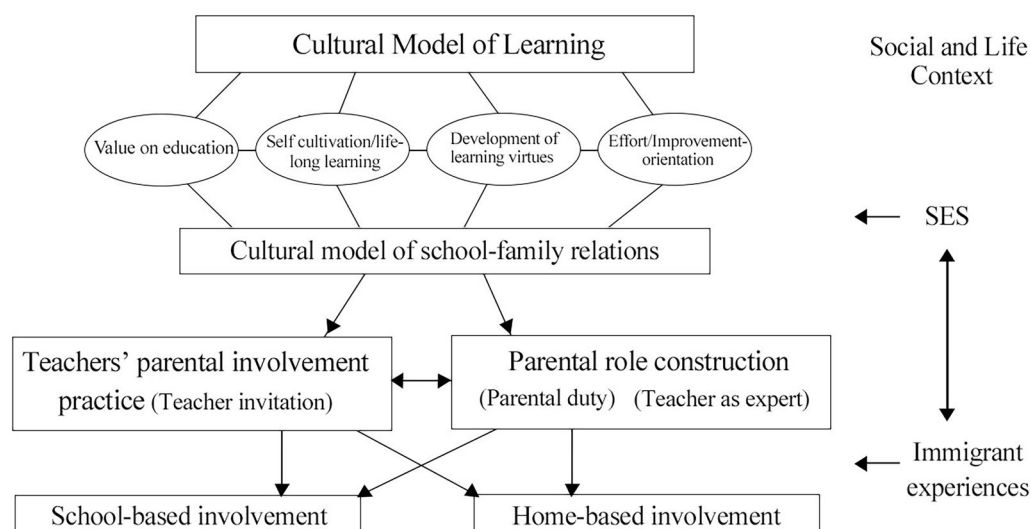 Cultural Model of Learning
Social and Life
Context
Value on education
Self cultivation/life-
long learning
Development of
learning virtues
Effort/Improvement-
orientation
SES
Cultural model of school-family relations
Teachers’ parental involvement
practice (Teacher invitation)
Parental role construction
(Parental duty) (Teacher as expert)
Immigrant
experiences
School-based involvement
Home-based involvement